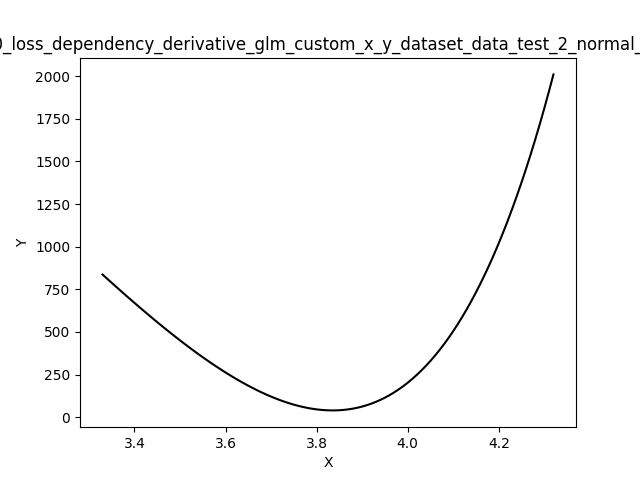 _loss_dependency_derivative_glm_custom_x_y_dataset_data_test_2_normal_
2000
1750
1500
1250
1000
750
500
250
0
Y
3.4 3.6 3.8 4.0 4.2
X